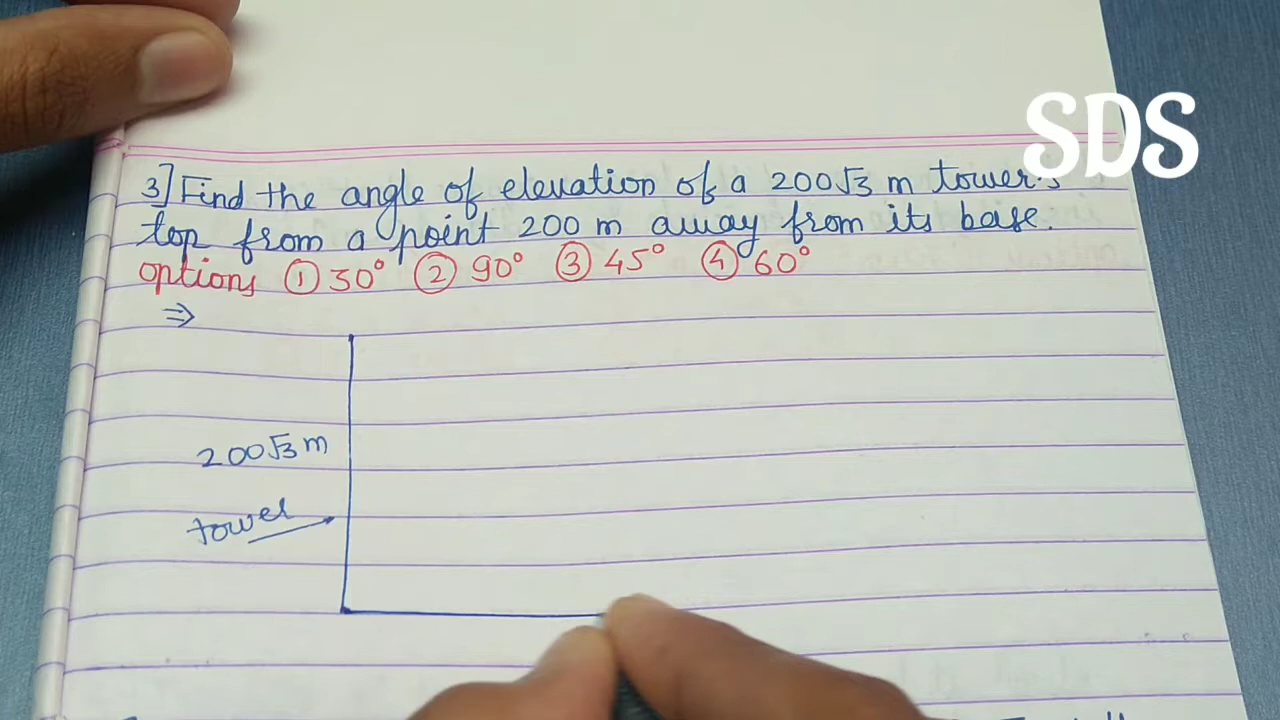 SDS
3] Find the angle of elevation of a 200√3 m tower's
top from a point 200 m away from its base.
options ① 30° ② 90° ③ 45° ④ 60°
⇒
200√3 m
tower